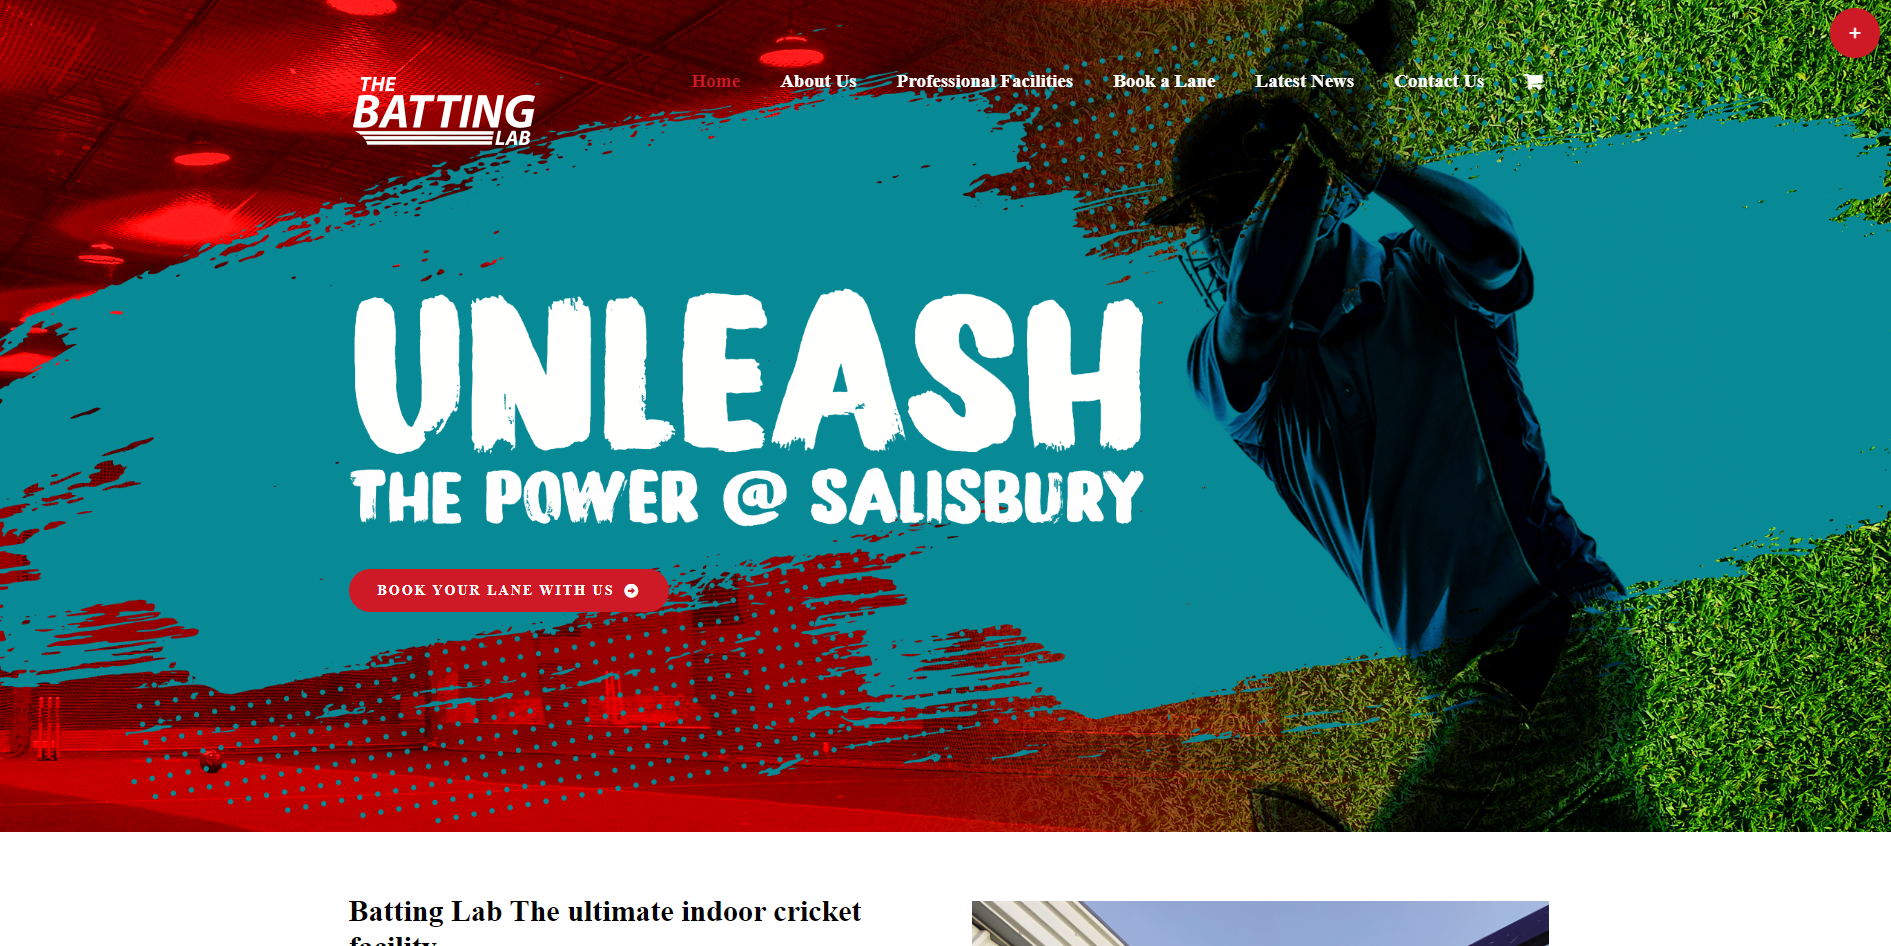 THE
BATTING
LAB
Home About Us Professional Facilities Book a Lane Latest News Contact Us
+
UNLEASH
THE POWER @ SALISBURY
BOOK YOUR LANE WITH US
Batting Lab The ultimate indoor cricket
facility